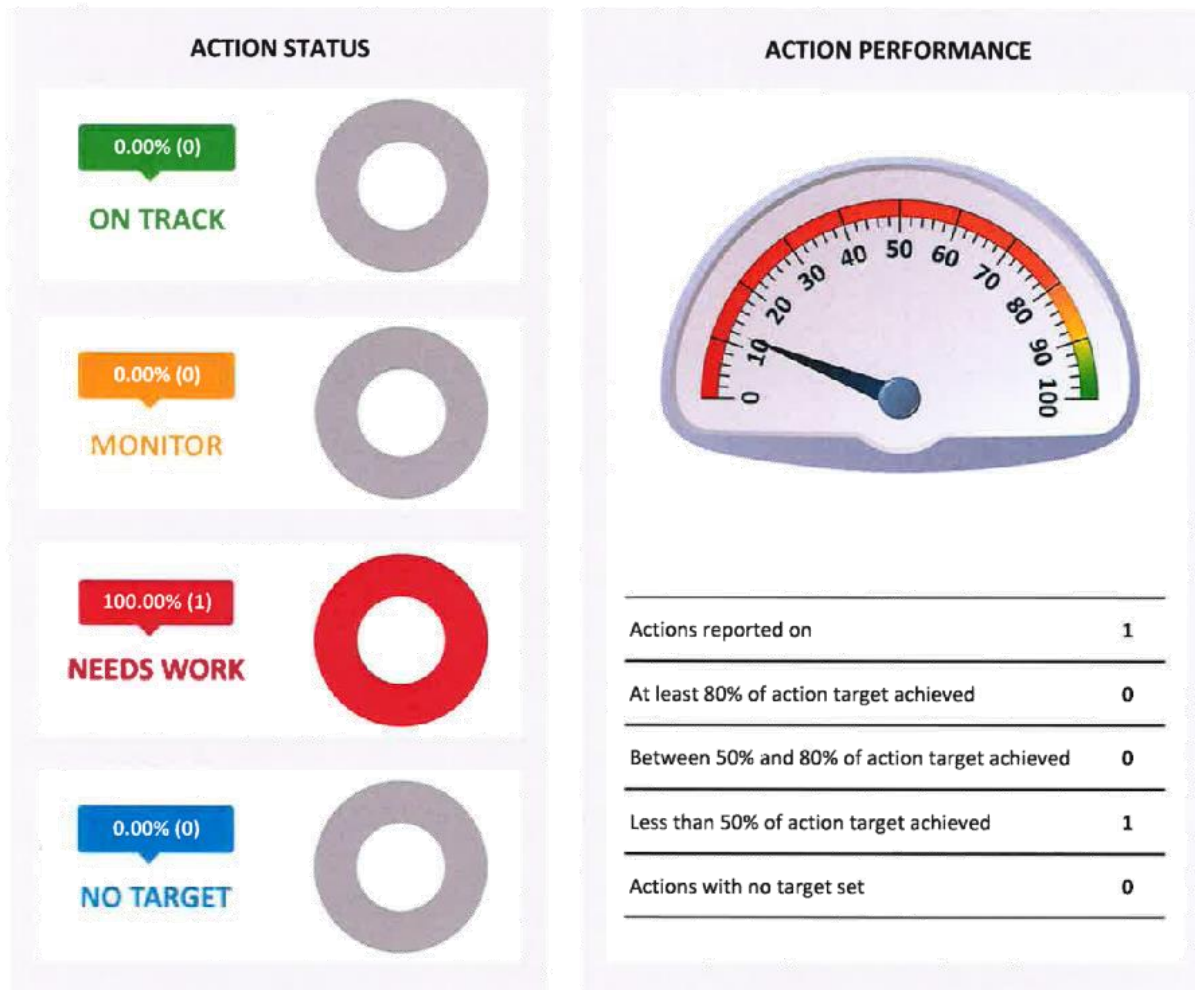 ACTION STATUS
0.00% (0)
ON TRACK
0.00% (0)
MONITOR
100.00% (1)
NEEDS WORK
0.00% (0)
NO TARGET
ACTION PERFORMANCE
0
10
20
30
40
50
60
70
80
90
100
Actions reported on 1
At least 80% of action target achieved 0
Between 50% and 80% of action target achieved 0
Less than 50% of action target achieved 1
Actions with no target set 0